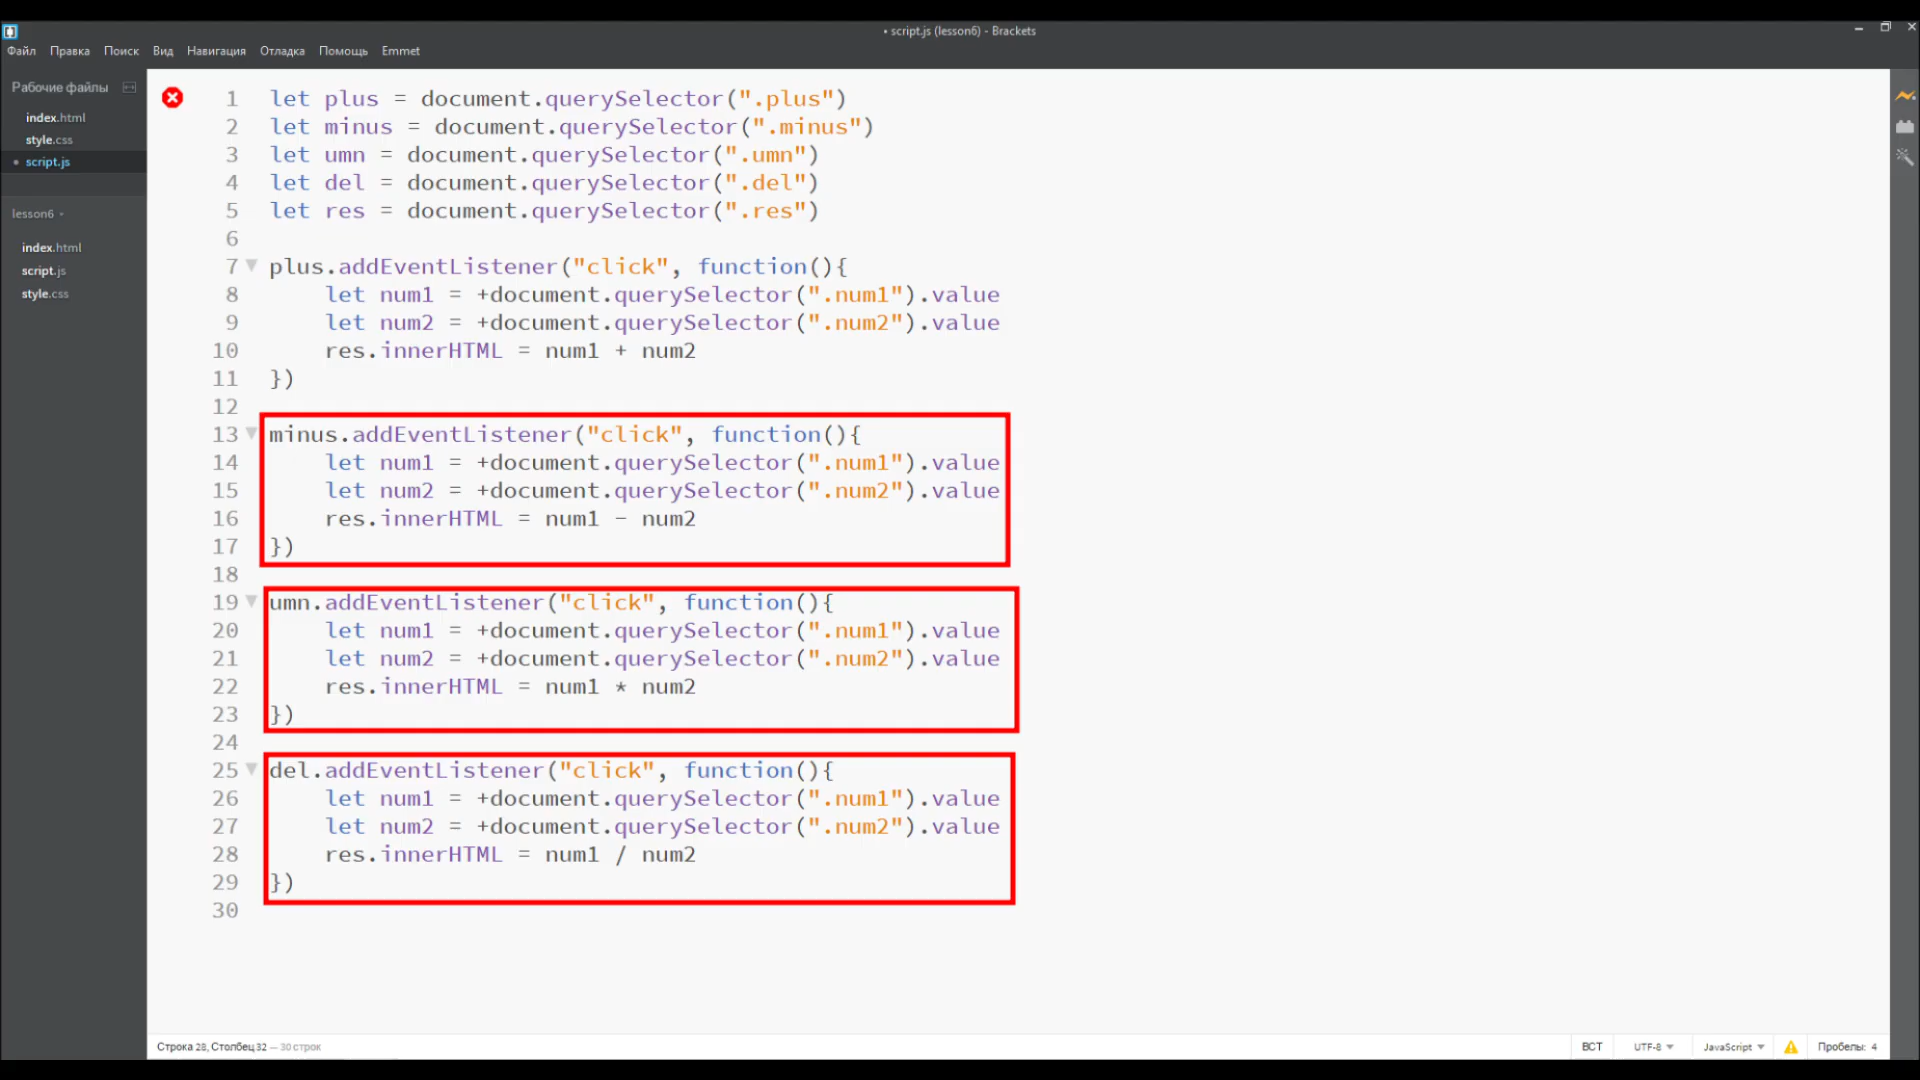 • script.js (lesson6) - Brackets
Файл Правка Поиск Вид Навигация Отладка Помощь Emmet
Рабочие файлы
index.html
style.css
• script.js
lesson6
index.html
script.js
style.css
1 let plus = document.querySelector(".plus")
2 let minus = document.querySelector(".minus")
3 let umn = document.querySelector(".umn")
4 let del = document.querySelector(".del")
5 let res = document.querySelector(".res")
6
7 plus.addEventListener("click", function(){
8 let num1 = +document.querySelector(".num1").value
9 let num2 = +document.querySelector(".num2").value
10 res.innerHTML = num1 + num2
11 })
12
13 minus.addEventListener("click", function(){
14 let num1 = +document.querySelector(".num1").value
15 let num2 = +document.querySelector(".num2").value
16 res.innerHTML = num1 - num2
17 })
18
19 umn.addEventListener("click", function(){
20 let num1 = +document.querySelector(".num1").value
21 let num2 = +document.querySelector(".num2").value
22 res.innerHTML = num1 * num2
23 })
24
25 del.addEventListener("click", function(){
26 let num1 = +document.querySelector(".num1").value
27 let num2 = +document.querySelector(".num2").value
28 res.innerHTML = num1 / num2
29 })
30
Строка 28, Столбец 32 — 30 строк
ВСТ UTF-8 JavaScript Пробелы: 4